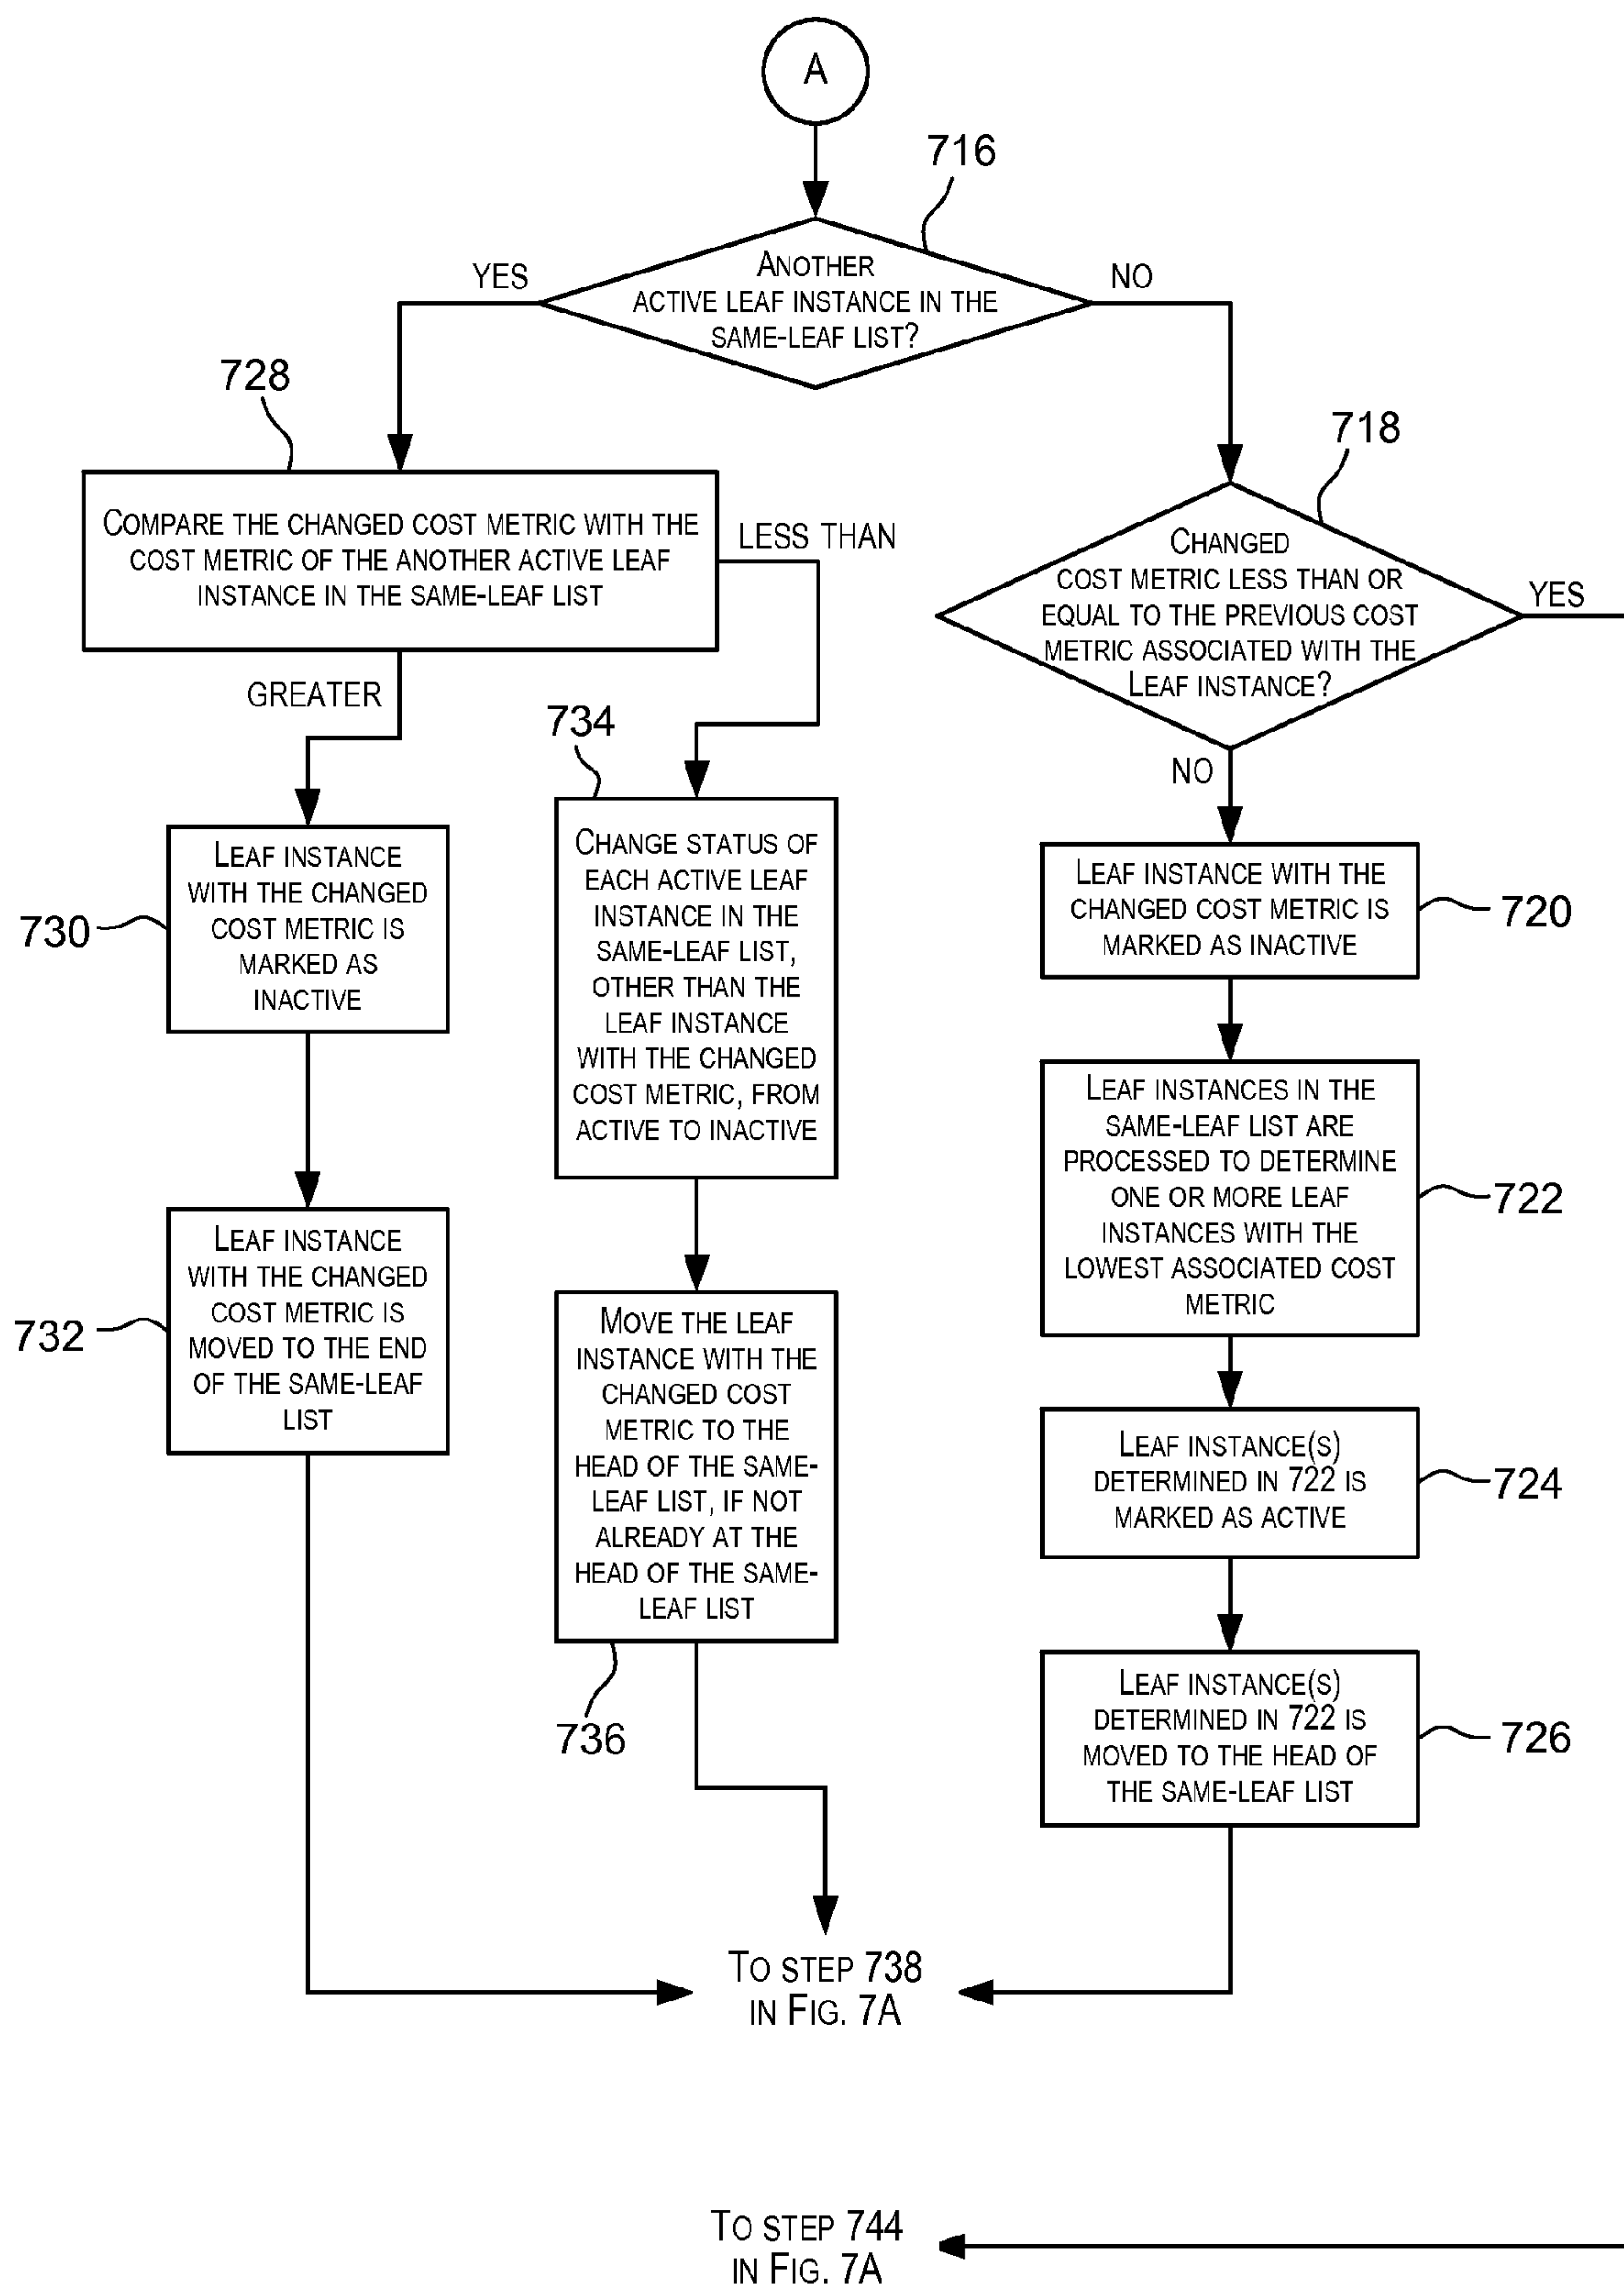 A
716
YES
ANOTHER
ACTIVE LEAF INSTANCE IN THE
SAME-LEAF LIST?
NO
728
COMPARE THE CHANGED COST METRIC WITH THE
COST METRIC OF THE ANOTHER ACTIVE LEAF
INSTANCE IN THE SAME-LEAF LIST
LESS THAN
GREATER
718
CHANGED
COST METRIC LESS THAN OR
EQUAL TO THE PREVIOUS COST
METRIC ASSOCIATED WITH THE
LEAF INSTANCE?
YES
NO
730
LEAF INSTANCE
WITH THE CHANGED
COST METRIC IS
MARKED AS
INACTIVE
732
LEAF INSTANCE
WITH THE CHANGED
COST METRIC IS
MOVED TO THE END
OF THE SAME-LEAF
LIST
734
CHANGE STATUS OF
EACH ACTIVE LEAF
INSTANCE IN THE
SAME-LEAF LIST,
OTHER THAN THE
LEAF INSTANCE
WITH THE CHANGED
COST METRIC, FROM
ACTIVE TO INACTIVE
MOVE THE LEAF
INSTANCE WITH THE
CHANGED COST
METRIC TO THE
HEAD OF THE SAME-
LEAF LIST, IF NOT
ALREADY AT THE
HEAD OF THE SAME-
LEAF LIST
736
LEAF INSTANCE WITH THE
CHANGED COST METRIC IS
MARKED AS INACTIVE
720
LEAF INSTANCES IN THE
SAME-LEAF LIST ARE
PROCESSED TO DETERMINE
ONE OR MORE LEAF
INSTANCES WITH THE
LOWEST ASSOCIATED COST
METRIC
722
LEAF INSTANCE(S)
DETERMINED IN 722 IS
MARKED AS ACTIVE
724
LEAF INSTANCE(S)
DETERMINED IN 722 IS
MOVED TO THE HEAD OF
THE SAME-LEAF LIST
726
TO STEP 738
IN FIG. 7A
TO STEP 744
IN FIG. 7A